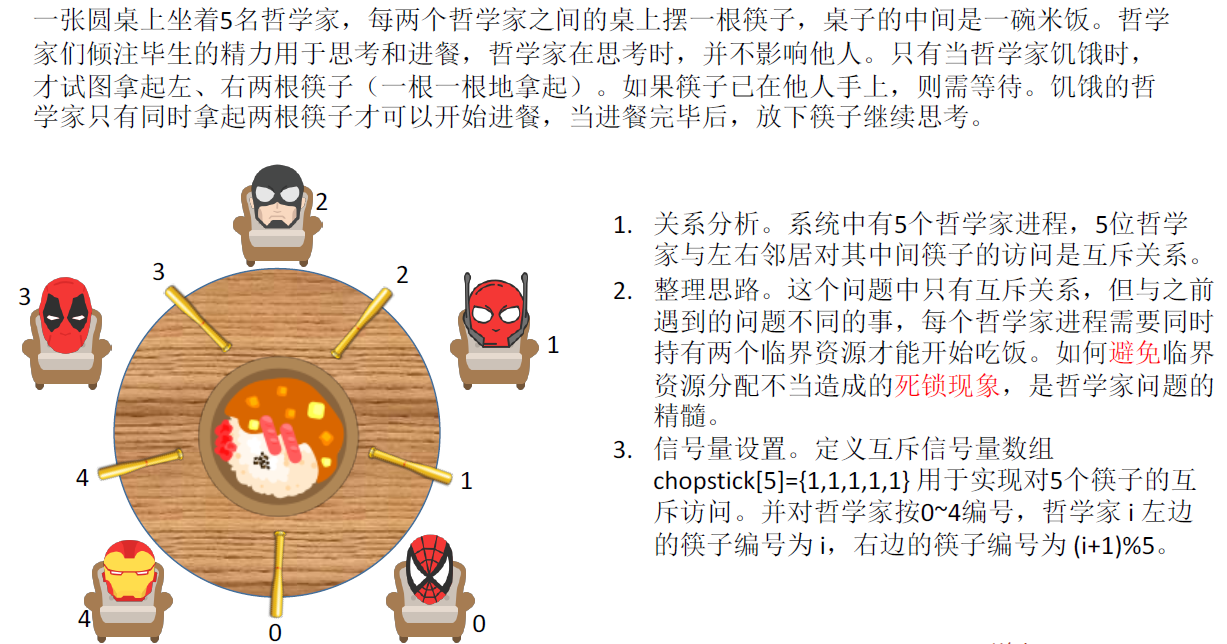 一张圆桌上坐着5名哲学家，每两个哲学家之间的桌上摆一根筷子，桌子的中间是一碗米饭。哲学
家们倾注毕生的精力用于思考和进餐，哲学家在思考时，并不影响他人。只有当哲学家饥饿时，
才试图拿起左、右两根筷子（一根一根地拿起）。如果筷子已在他人手上，则需等待。饥饿的哲
学家只有同时拿起两根筷子才可以开始进餐，当进餐完毕后，放下筷子继续思考。
2
3
2
3
1
4
1
4
0
0
1. 关系分析。系统中有5个哲学家进程，5位哲学
家与左右邻居对其中间筷子的访问是互斥关系。
2. 整理思路。这个问题中只有互斥关系，但与之前
遇到的问题不同的事，每个哲学家进程需要同时
持有两个临界资源才能开始吃饭。如何避免临界
资源分配不当造成的死锁现象，是哲学家问题的
精髓。
3. 信号量设置。定义互斥信号量数组
chopstick[5]={1,1,1,1,1} 用于实现对5个筷子的互
斥访问。并对哲学家按0~4编号，哲学家 i 左边
的筷子编号为 i，右边的筷子编号为 (i+1)%5。